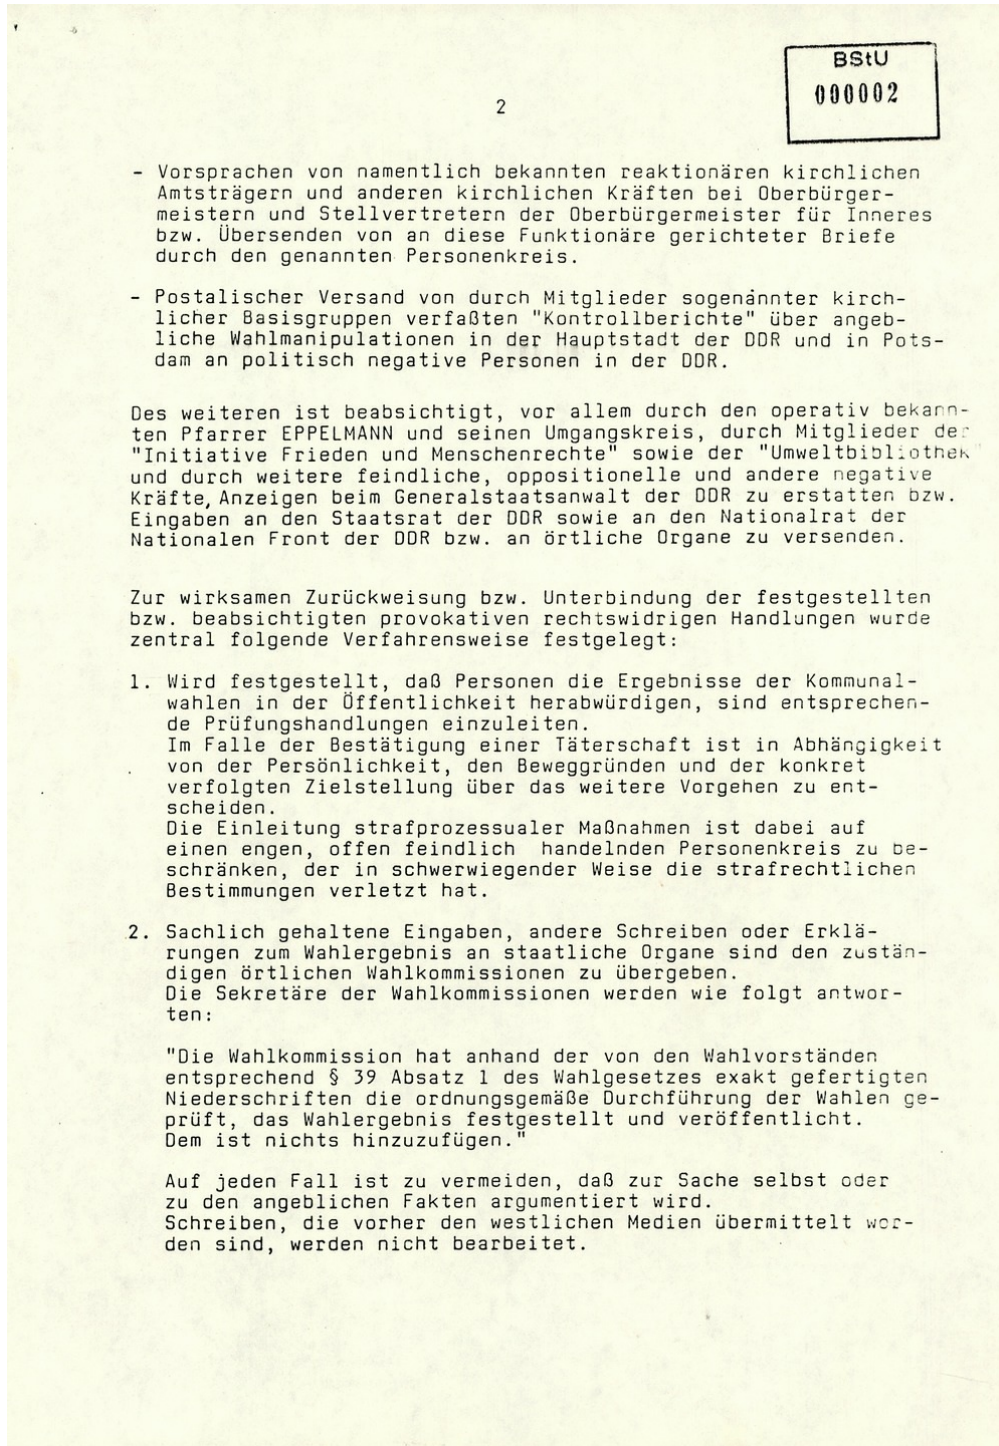 BStU
000002
2
- Vorsprachen von namentlich bekannten reaktionären kirchlichen
Amtsträgern und anderen kirchlichen Kräften bei Oberbürger-
meistern und Stellvertretern der Oberbürgermeister für Inneres
bzw. Übersenden von an diese Funktionäre gerichteter Briefe
durch den genannten Personenkreis.
- Postalischer Versand von durch Mitglieder sogenannter kirch-
licher Basisgruppen verfaßten "Kontrollberichte" über angeb-
liche Wahlmanipulationen in der Hauptstadt der DDR und in Pots-
dam an politisch negative Personen in der DDR.
Des weiteren ist beabsichtigt, vor allem durch den operativ bekann-
ten Pfarrer EPPELMANN und seinen Umgangskreis, durch Mitglieder der
"Initiative Frieden und Menschenrechte" sowie der "Umweltbibliothek"
und durch weitere feindliche, oppositionelle und andere negative
Kräfte, Anzeigen beim Generalstaatsanwalt der DDR zu erstatten bzw.
Eingaben an den Staatsrat der DDR sowie an den Nationalrat der
Nationalen Front der DDR bzw. an örtliche Organe zu versenden.
Zur wirksamen Zurückweisung bzw. Unterbindung der festgestellten
bzw. beabsichtigten provokativen rechtswidrigen Handlungen wurde
zentral folgende Verfahrensweise festgelegt:
1. Wird festgestellt, daß Personen die Ergebnisse der Kommunal-
wahlen in der Öffentlichkeit herabwürdigen, sind entsprechen-
de Prüfungshandlungen einzuleiten.
Im Falle der Bestätigung einer Täterschaft ist in Abhängigkeit
von der Persönlichkeit, den Beweggründen und der konkret
verfolgten Zielstellung über das weitere Vorgehen zu ent-
scheiden.
Die Einleitung strafprozessualer Maßnahmen ist dabei auf
einen engen, offen feindlich handelnden Personenkreis zu be-
schränken, der in schwerwiegender Weise die strafrechtlichen
Bestimmungen verletzt hat.
2. Sachlich gehaltene Eingaben, andere Schreiben oder Erklä-
rungen zum Wahlergebnis an staatliche Organe sind den zustän-
digen örtlichen Wahlkommissionen zu übergeben.
Die Sekretäre der Wahlkommissionen werden wie folgt antwor-
ten:
"Die Wahlkommission hat anhand der von den Wahlvorständen
entsprechend § 39 Absatz 1 des Wahlgesetzes exakt gefertigten
Niederschriften die ordnungsgemäße Durchführung der Wahlen ge-
prüft, das Wahlergebnis festgestellt und veröffentlicht.
Dem ist nichts hinzuzufügen."
Auf jeden Fall ist zu vermeiden, daß zur Sache selbst oder
zu den angeblichen Fakten argumentiert wird.
Schreiben, die vorher den westlichen Medien übermittelt wor-
den sind, werden nicht bearbeitet.